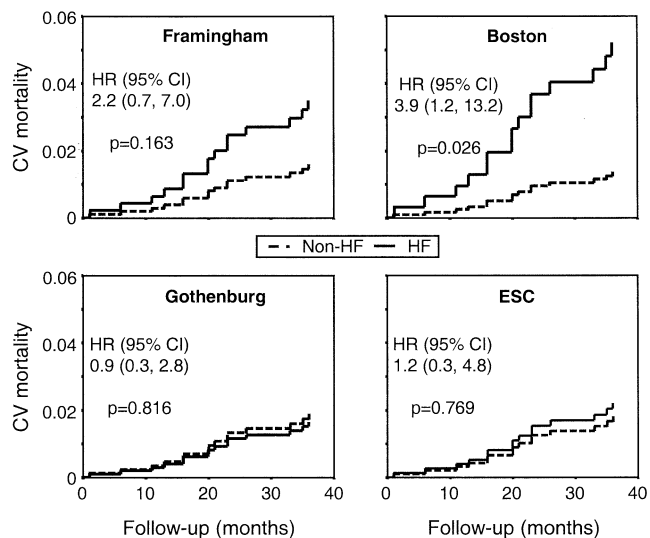 Framingham
HR (95% CI)
2.2 (0.7, 7.0)
p=0.163
CV mortality
0.06
0.04
0.02
0
Boston
HR (95% CI)
3.9 (1.2, 13.2)
p=0.026
Non-HF HF
Gothenburg
HR (95% CI)
0.9 (0.3, 2.8)
p=0.816
CV mortality
0.06
0.04
0.02
0
0 10 20 30 40
Follow-up (months)
ESC
HR (95% CI)
1.2 (0.3, 4.8)
p=0.769
0 10 20 30 40
Follow-up (months)